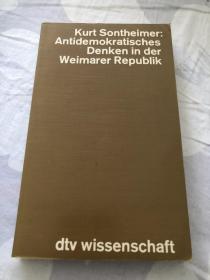 Kurt Sontheimer:
Antidemokratisches
Denken in der
Weimarer Republik
dtv wissenschaft